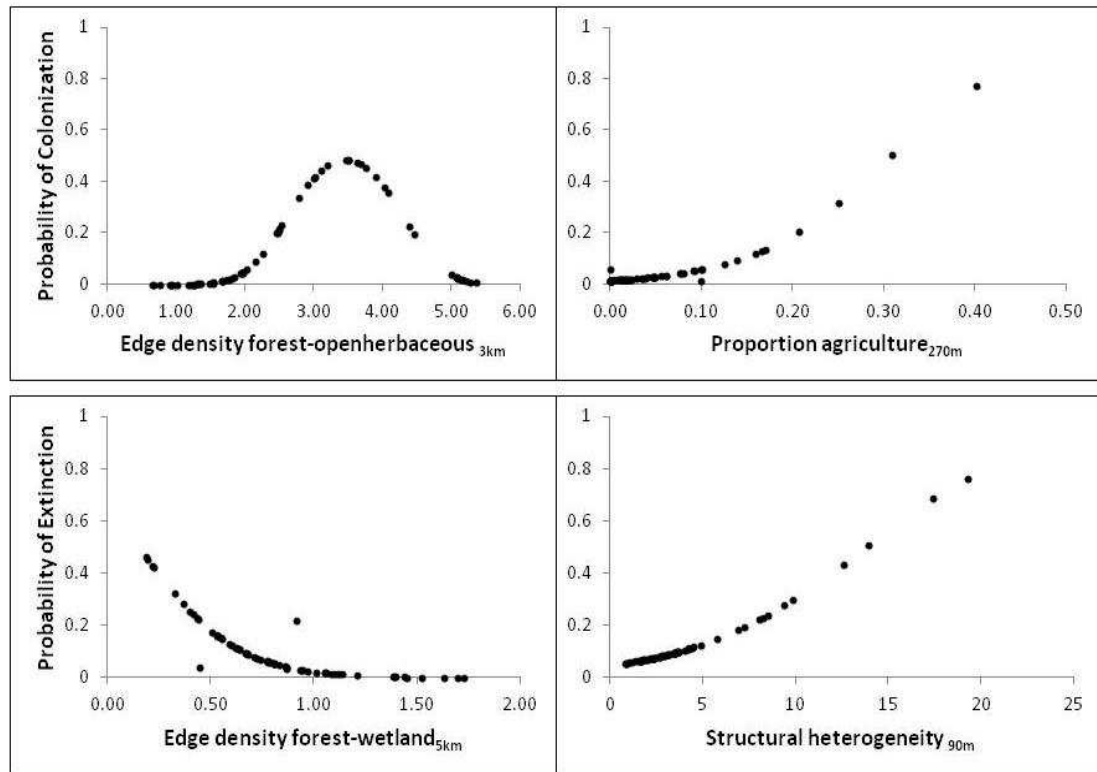 Probability of Colonization
1
0.8
0.6
0.4
0.2
0
0.00 1.00 2.00 3.00 4.00 5.00 6.00
Edge density forest-openherbaceous 3km
1
0.8
0.6
0.4
0.2
0
0.00 0.10 0.20 0.30 0.40 0.50
Proportion agriculture270m
Probability of Extinction
1
0.8
0.6
0.4
0.2
0
0.00 0.50 1.00 1.50 2.00
Edge density forest-wetland5km
1
0.8
0.6
0.4
0.2
0
0 5 10 15 20 25
Structural heterogeneity 90m